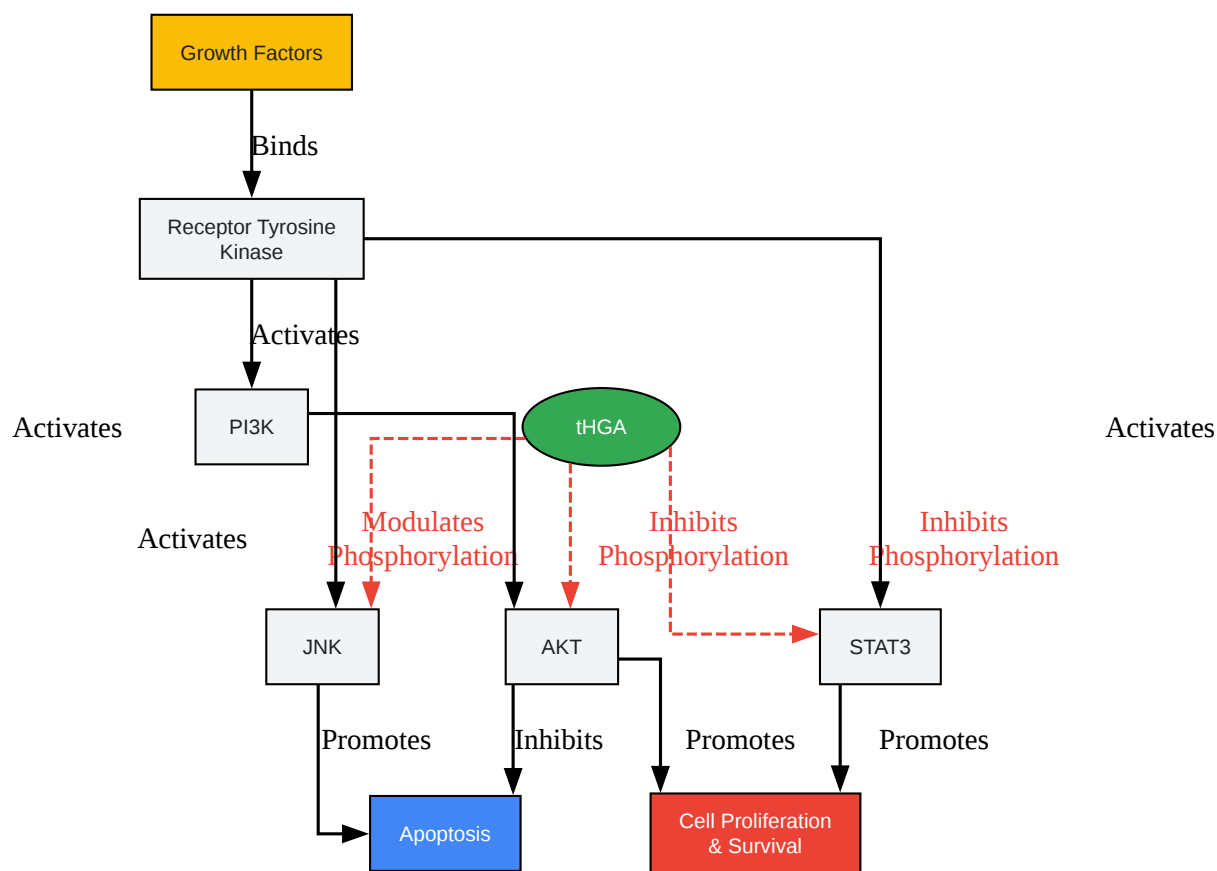 Growth Factors
Binds
Receptor Tyrosine
Kinase
Activates
PI3K
tHGA
Activates
Activates
Activates
Modulates
Phosphorylation
Inhibits
Phosphorylation
Inhibits
Phosphorylation
JNK
AKT
STAT3
Promotes
Inhibits
Promotes
Promotes
Apoptosis
Cell Proliferation
& Survival